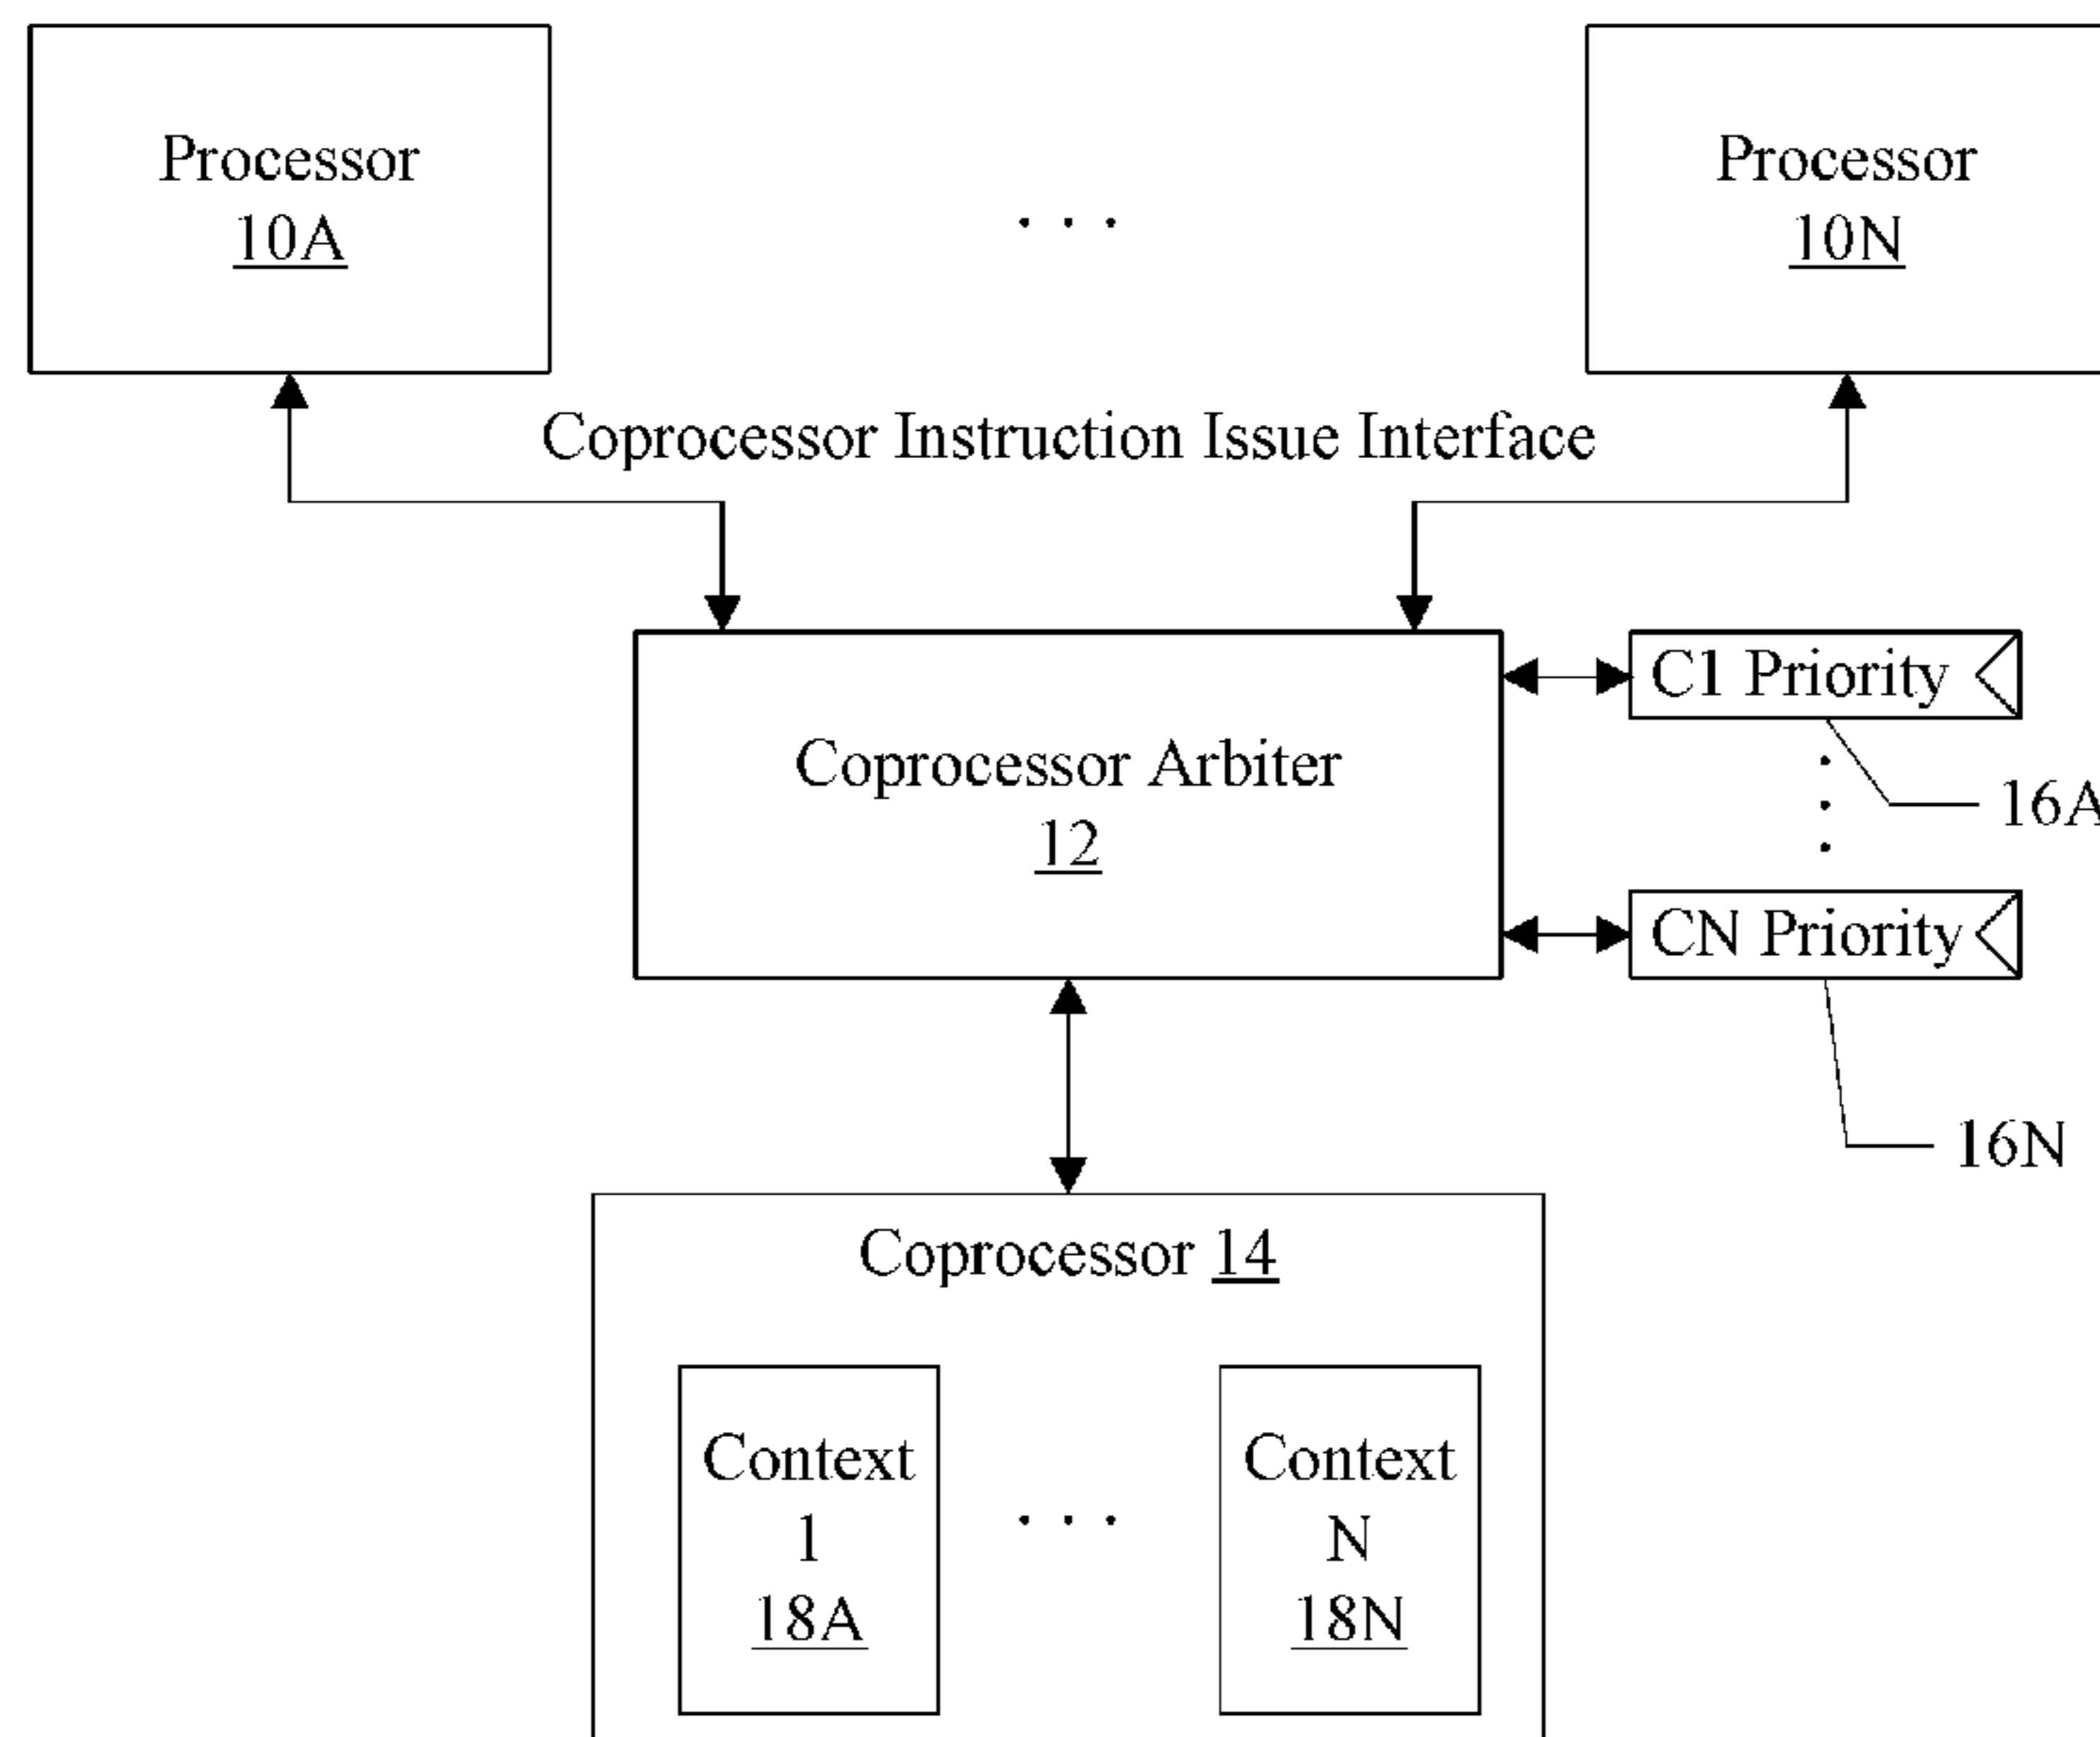 Processor
10A
. . .
Processor
10N
Coprocessor Instruction Issue Interface
Coprocessor Arbiter
12
C1 Priority
16A
CN Priority
16N
Coprocessor 14
Context
1
18A
. . .
Context
N
18N